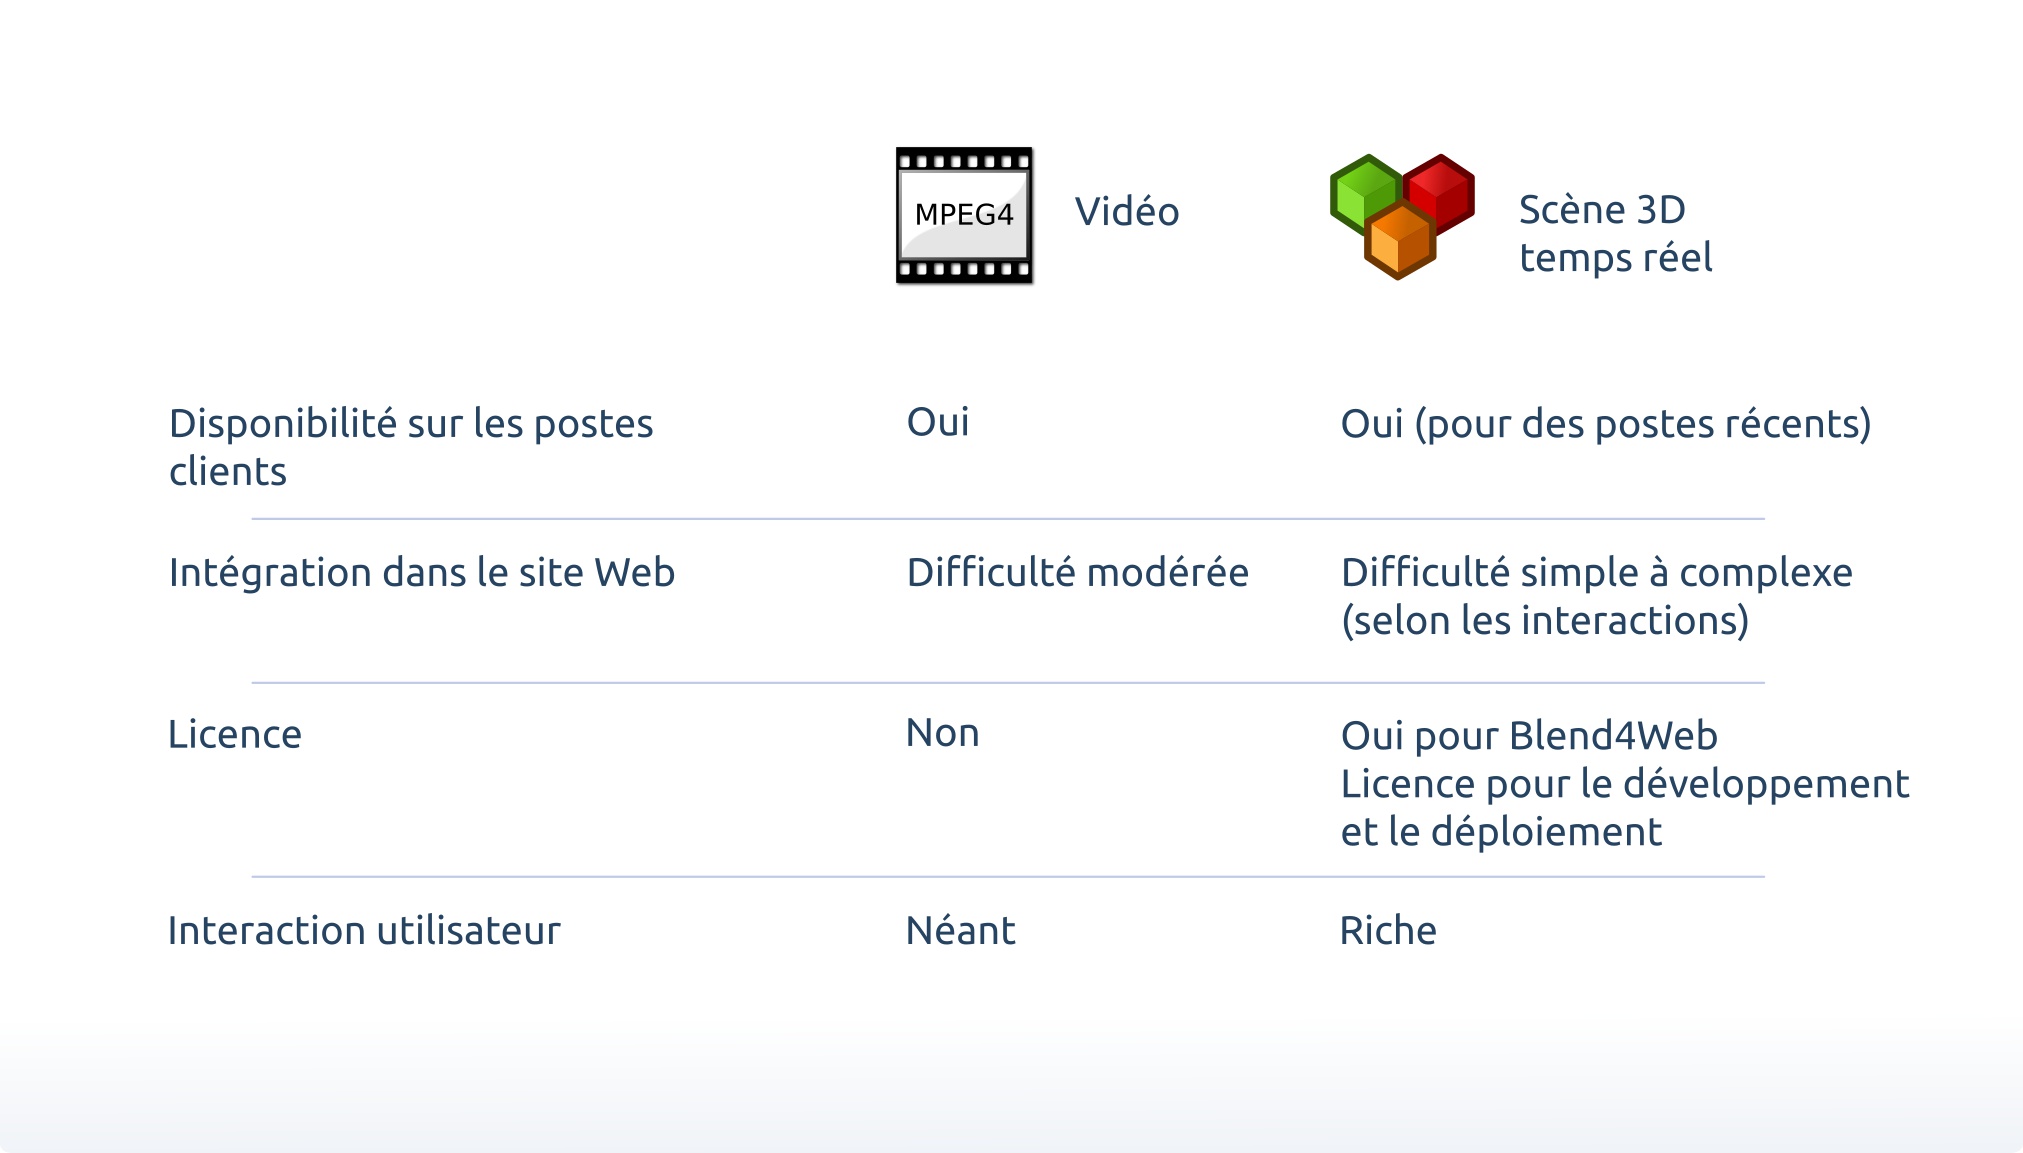 MPEG4
Vidéo
Scène 3D
temps réel
Disponibilité sur les postes
clients
Oui
Oui (pour des postes récents)
Intégration dans le site Web
Difficulté modérée
Difficulté simple à complexe
(selon les interactions)
Licence
Non
Oui pour Blend4Web
Licence pour le développement
et le déploiement
Interaction utilisateur
Néant
Riche